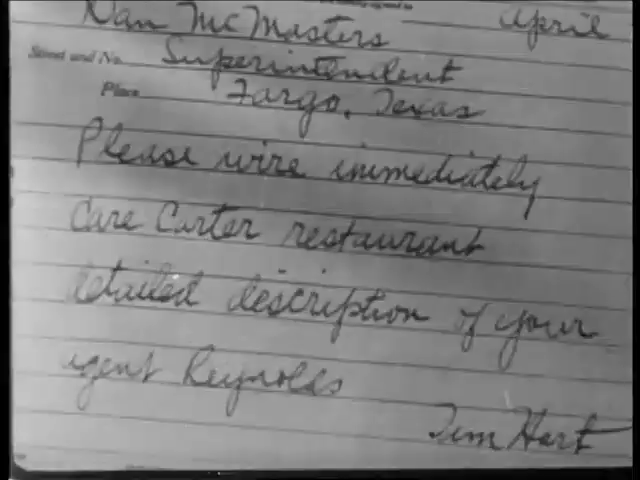 Dan McMasters April
Street and No. Superintendent
Place Fargo, Texas
Please wire immediately
care Carter restaurant
detailed description of your
agent Reynolds
Tim Hart